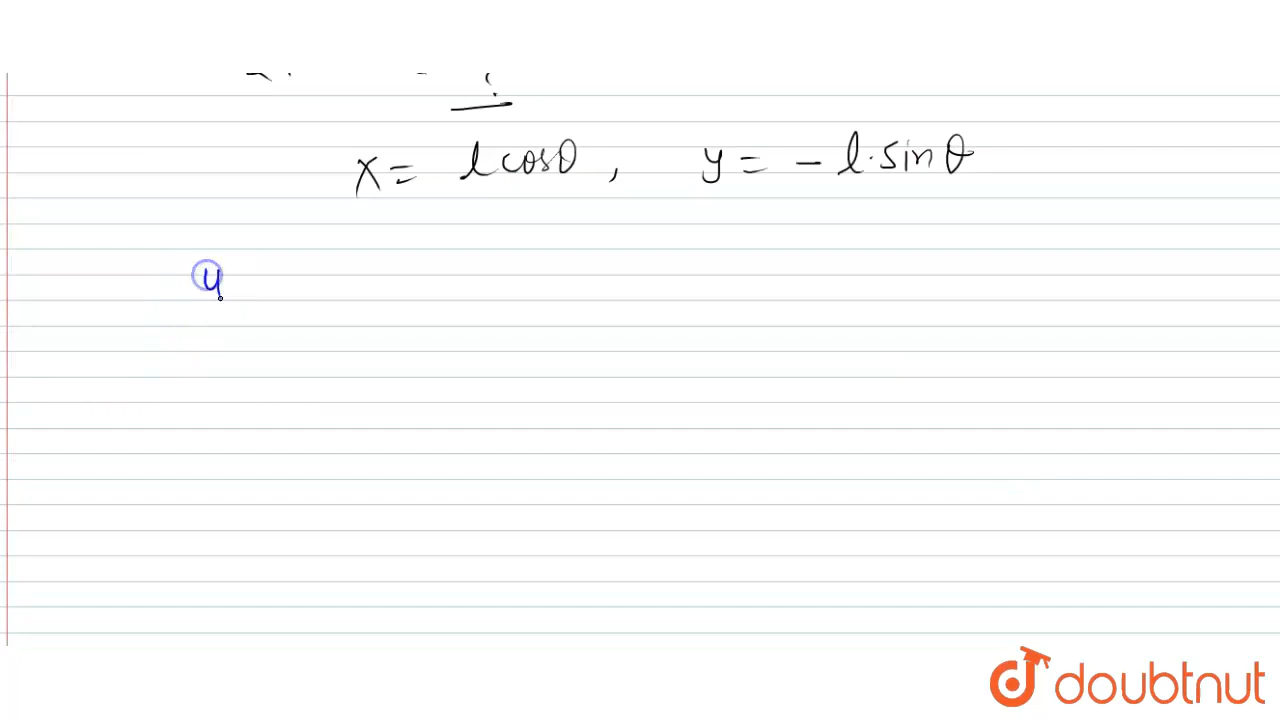 x = l cosθ , y = - l. sinθ
y
doubtnut